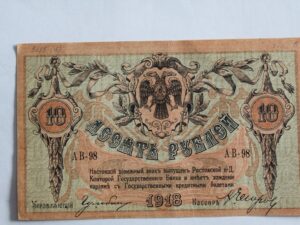 10 10
ДЕСЯТЬ РУБЛЕЙ
АВ-98 АВ-98
Настоящій денежный знакъ выпущенъ Ростовской н-Д.
Конторой Государственнаго Банка и имѣетъ хожденіе
наравнѣ съ Государственными кредитными билетами
Управляющій 1918 Кассиръ